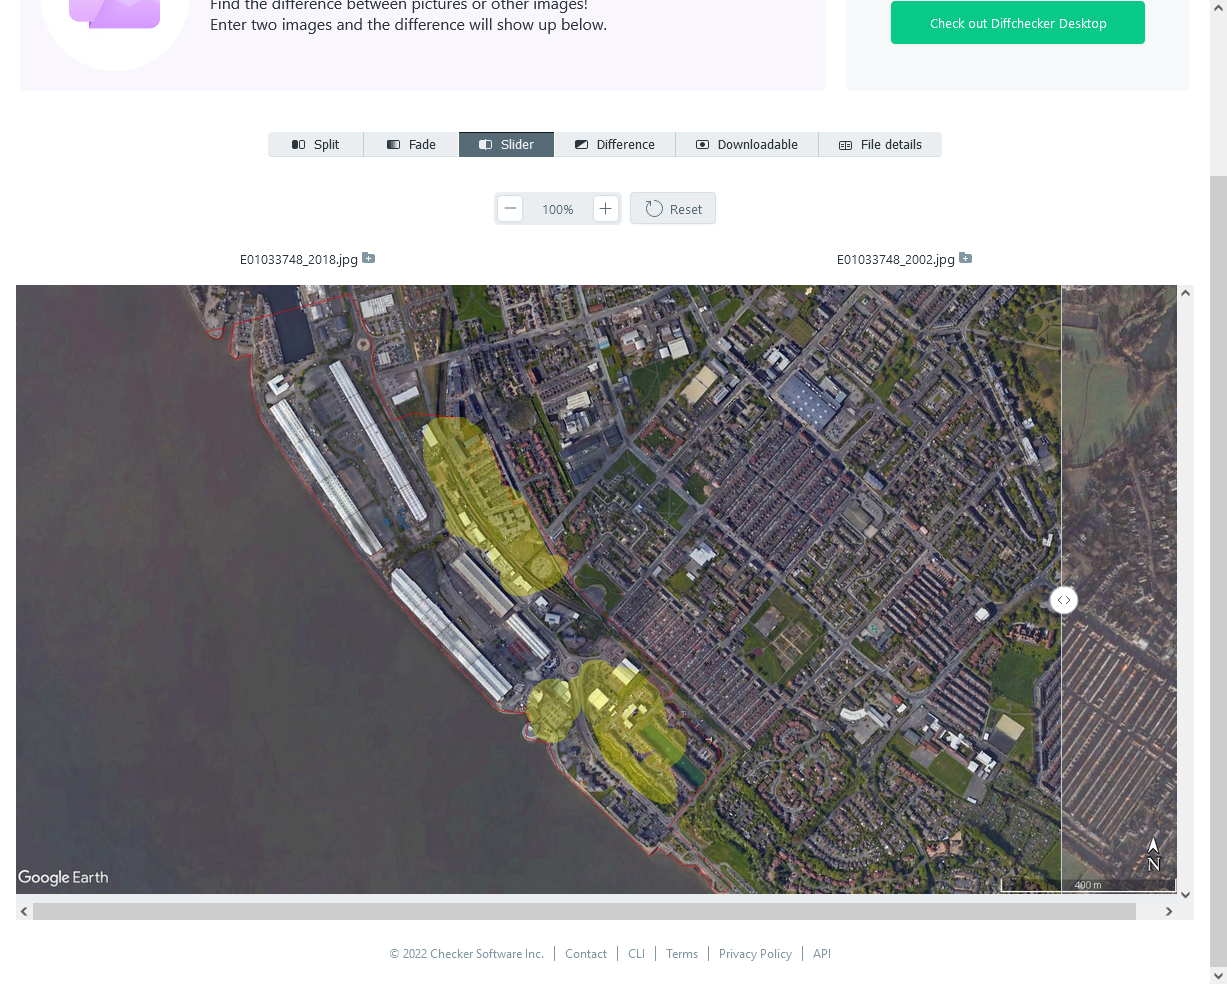 Find the difference between pictures or other images!
Enter two images and the difference will show up below.
Check out Diffchecker Desktop
Split
Fade
Slider
Difference
Downloadable
File details
100%
Reset
E01033748_2018.jpg
E01033748_2002.jpg
N
400 m
Google Earth
© 2022 Checker Software Inc. | Contact | CLI | Terms | Privacy Policy | API